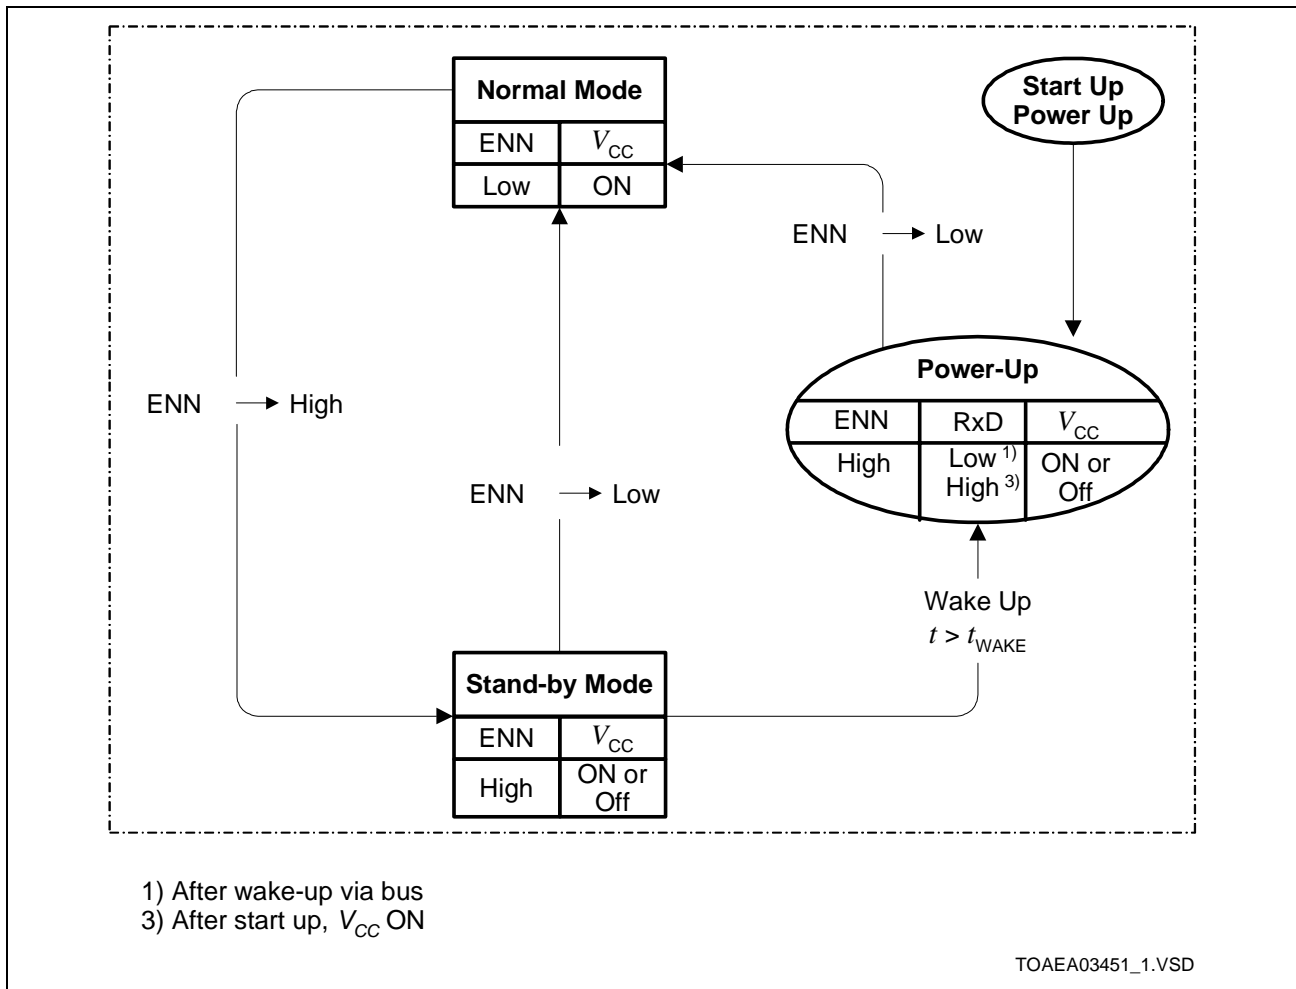 Normal Mode
ENN V_CC
Low ON
Start Up
Power Up
ENN → Low
Power-Up
ENN RxD V_CC
High Low 1) ON or
High 3) Off
ENN → High
ENN → Low
Wake Up
t > t_WAKE
Stand-by Mode
ENN V_CC
High ON or
Off
1) After wake-up via bus
3) After start up, V_CC ON
TOAEA03451_1.VSD